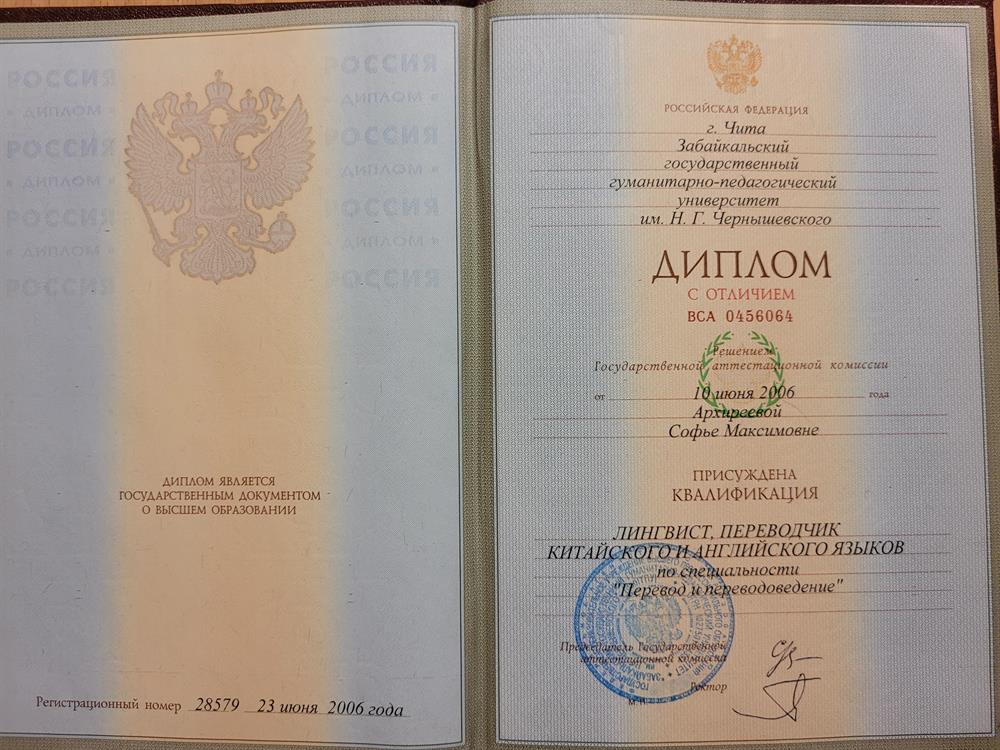 РОССИЯ РОССИЯ
ДИПЛОМ ДИПЛОМ
РОССИЯ РОССИЯ
ДИПЛОМ ДИПЛОМ
РОССИЯ РОССИЯ
ДИПЛОМ ДИПЛОМ
РОССИЯ РОССИЯ
ДИПЛОМ ЯВЛЯЕТСЯ
ГОСУДАРСТВЕННЫМ ДОКУМЕНТОМ
О ВЫСШЕМ ОБРАЗОВАНИИ
Регистрационный номер 28579 23 июня 2006 года
РОССИЙСКАЯ ФЕДЕРАЦИЯ
г. Чита
Забайкальский
государственный
гуманитарно-педагогический
университет
им. Н. Г. Чернышевского
ДИПЛОМ
С ОТЛИЧИЕМ
ВСА 0456064
Решением
Государственной аттестационной комиссии
от 10 июня 2006 года
Архиреевой
Софье Максимовне
ПРИСУЖДЕНА
КВАЛИФИКАЦИЯ
ЛИНГВИСТ, ПЕРЕВОДЧИК
КИТАЙСКОГО И АНГЛИЙСКОГО ЯЗЫКОВ
по специальности
"Перевод и переводоведение"
Председатель Государственной
аттестационной комиссии
Ректор
М.П.